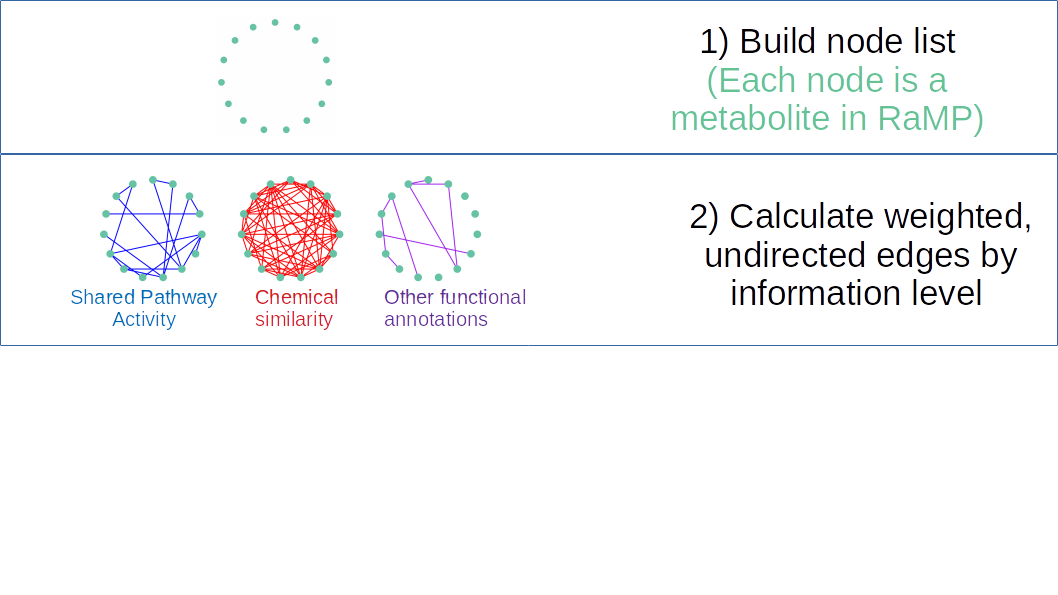 1) Build node list
(Each node is a
metabolite in RaMP)
2) Calculate weighted,
undirected edges by
information level
Shared Pathway
Activity
Chemical
similarity
Other functional
annotations